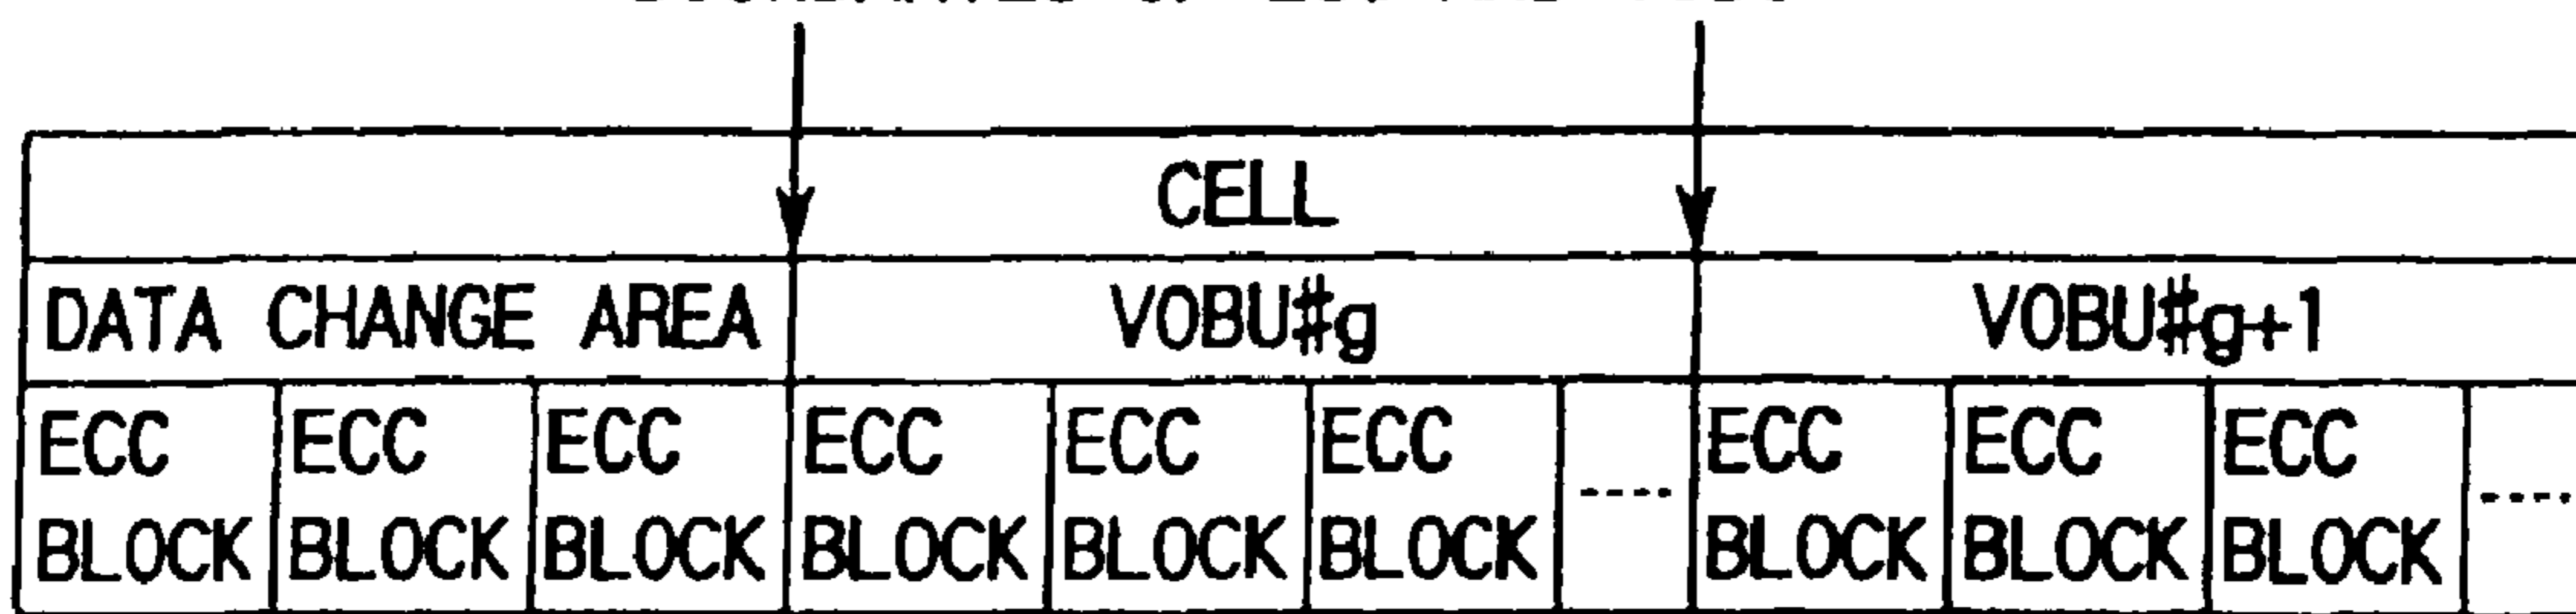 CELL
DATA CHANGE AREA VOBU#g VOBU#g+1
ECC ECC ECC ECC ECC ECC ECC ECC ECC
BLOCK BLOCK BLOCK BLOCK BLOCK BLOCK ---- BLOCK BLOCK BLOCK ----